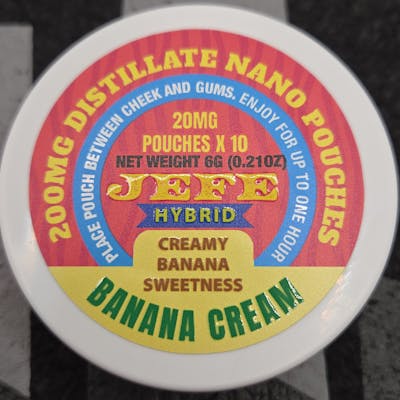 200MG DISTILLATE NANO POUCHES
PLACE POUCH BETWEEN CHEEK AND GUMS. ENJOY FOR UP TO ONE HOUR
20MG
POUCHES X 10
NET WEIGHT 6G (0.21OZ)
JEFE
HYBRID
CREAMY
BANANA
SWEETNESS
BANANA CREAM